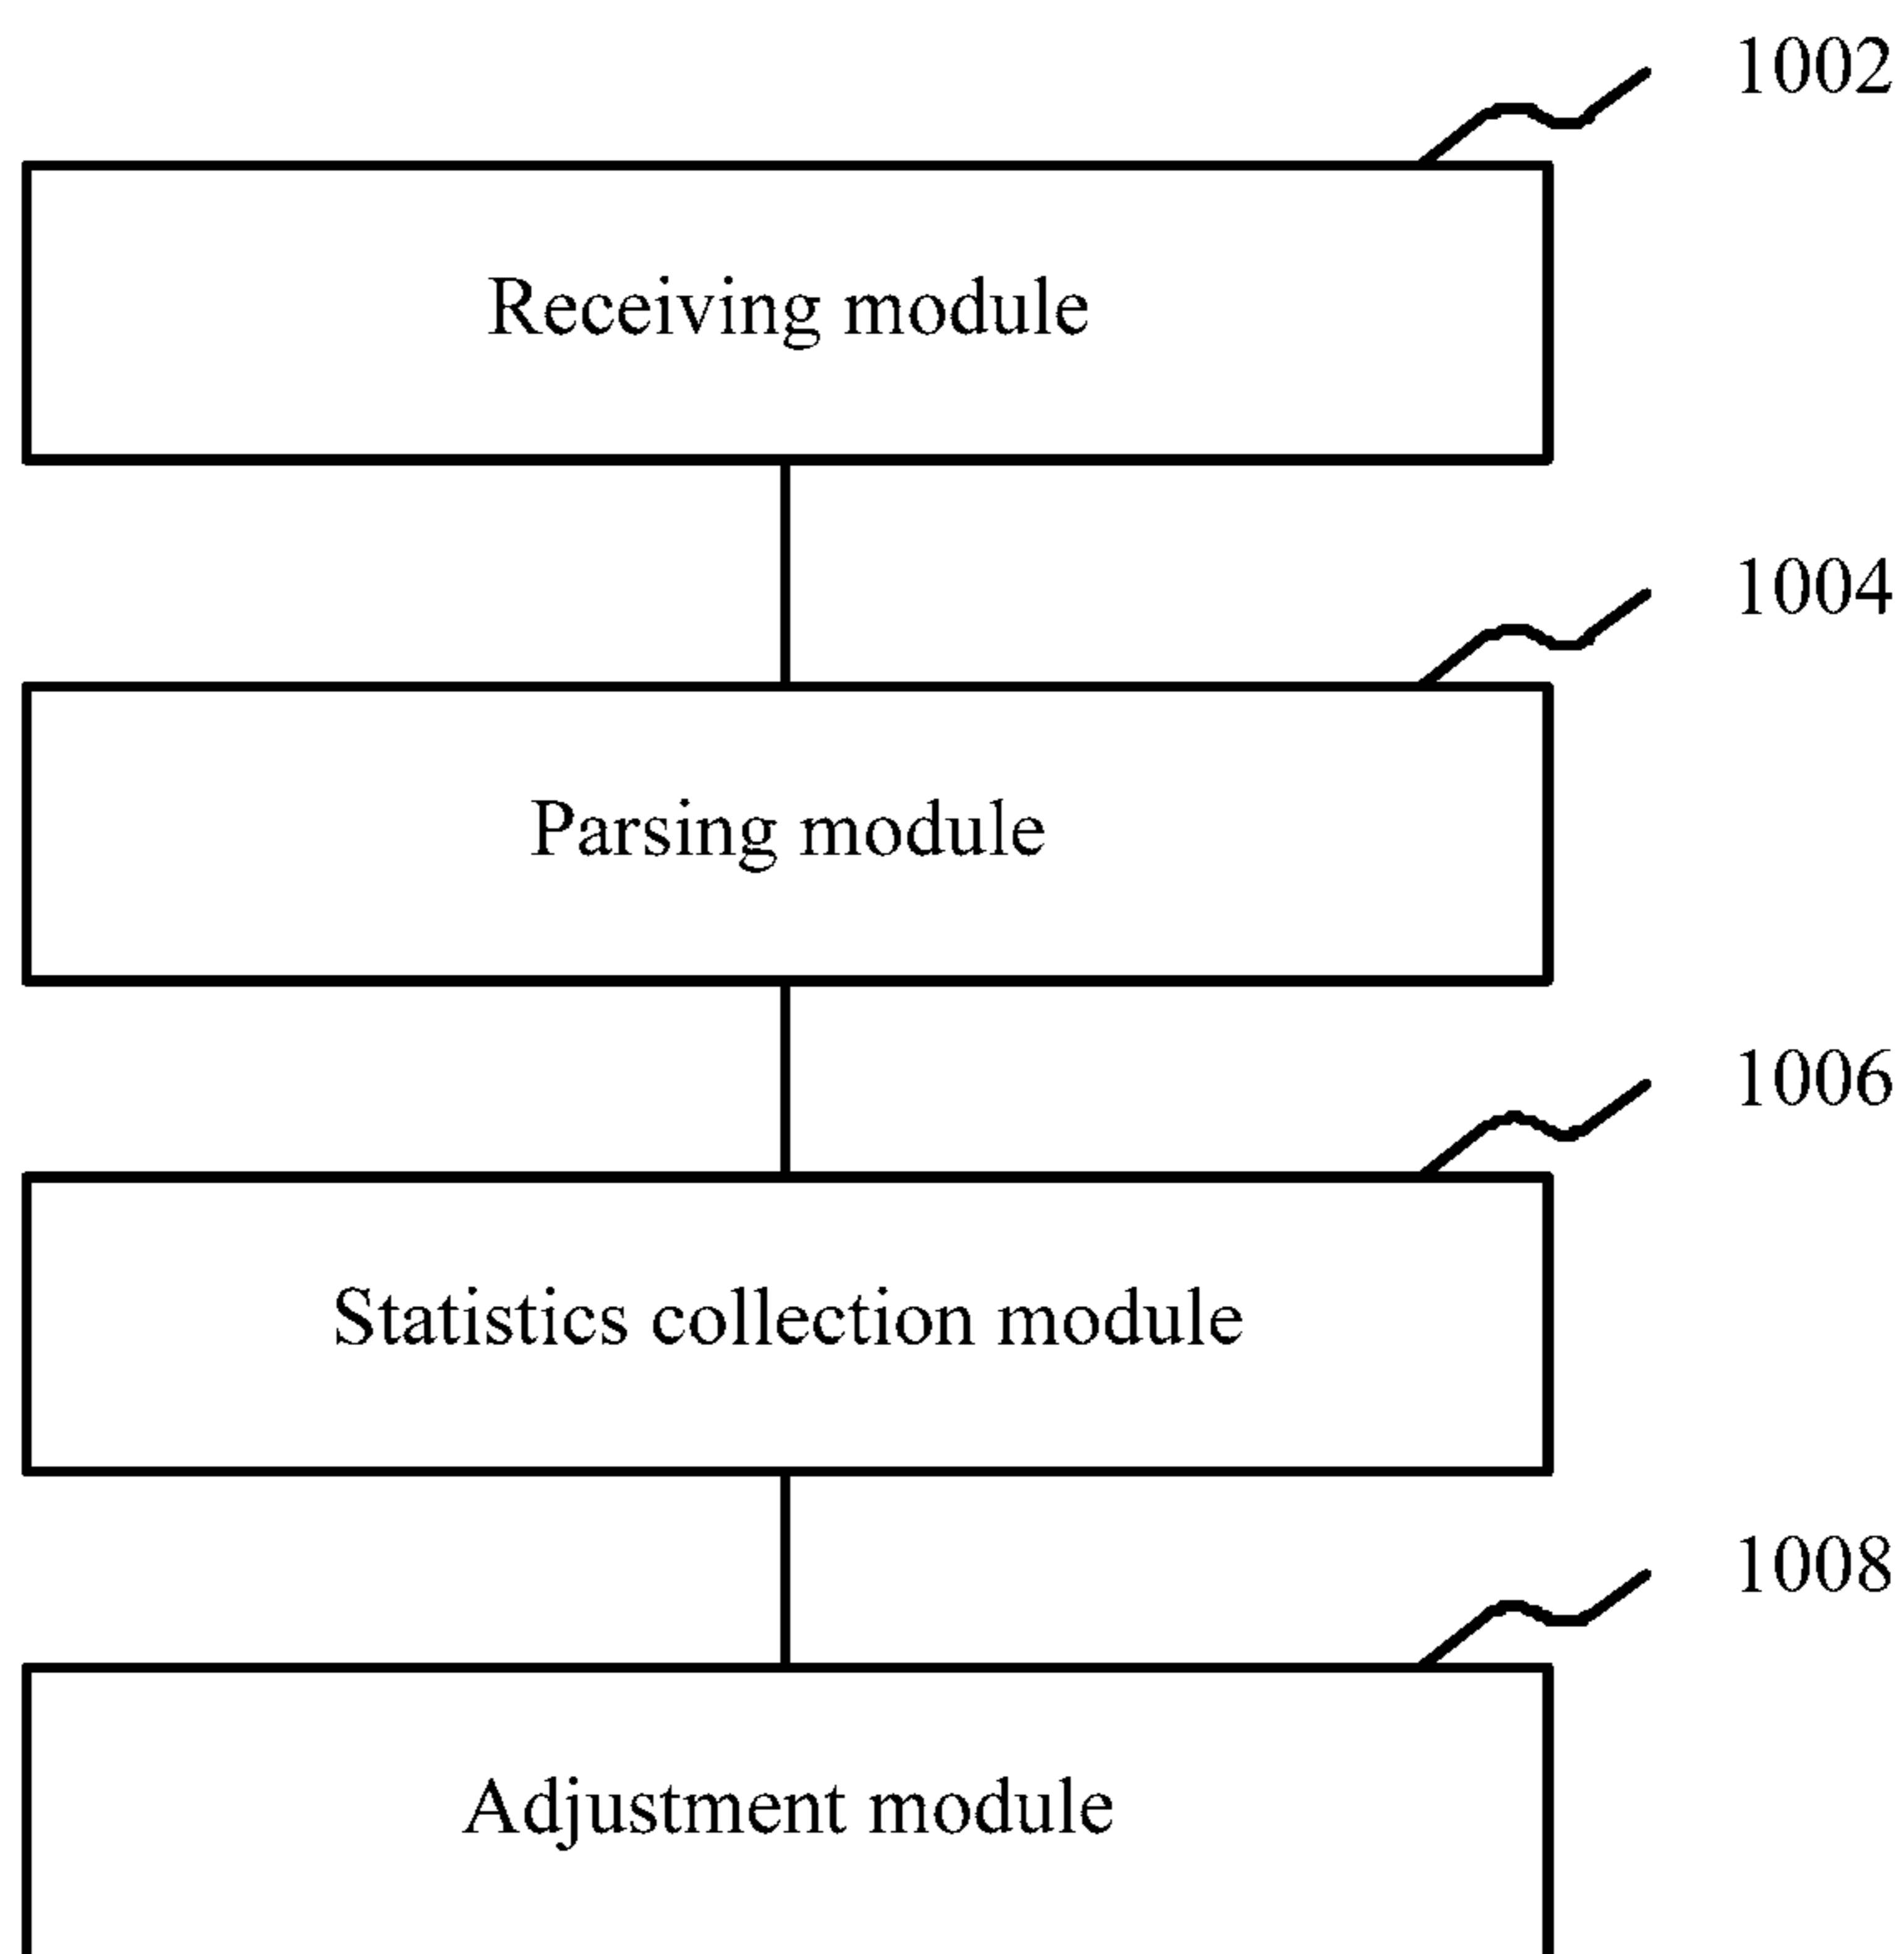 1002
Receiving module
1004
Parsing module
1006
Statistics collection module
1008
Adjustment module